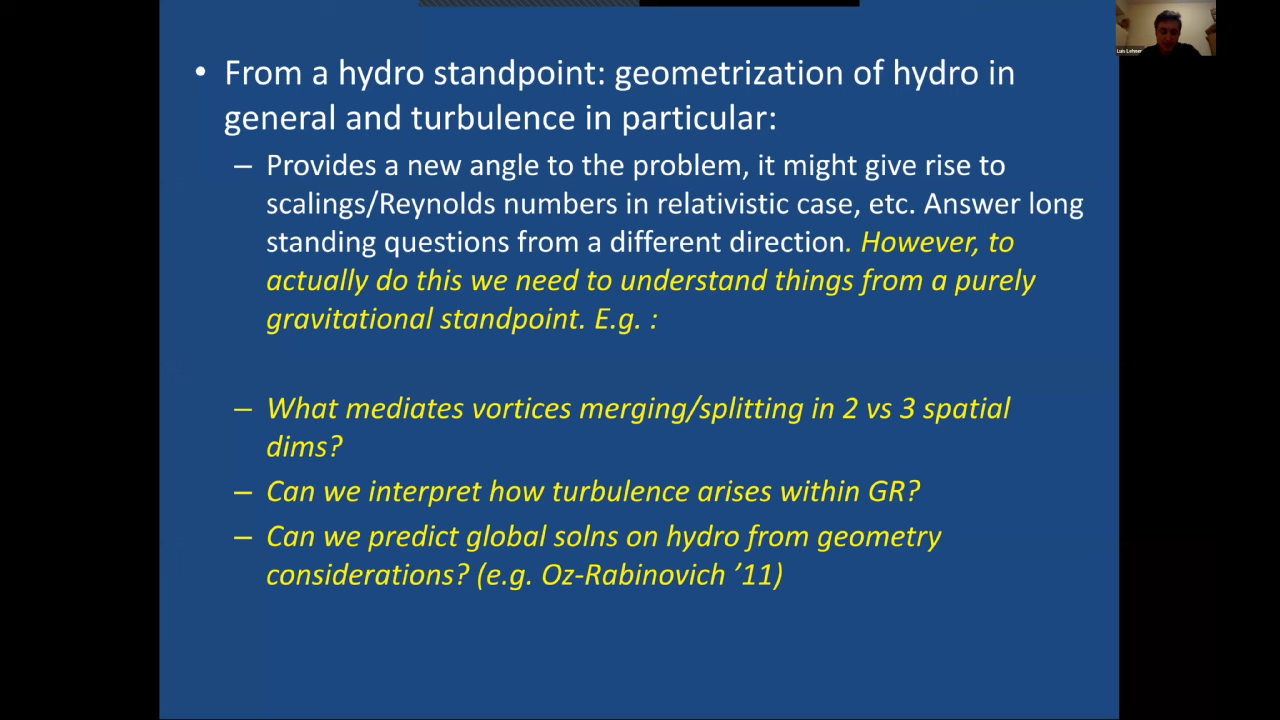 • From a hydro standpoint: geometrization of hydro in
general and turbulence in particular:
– Provides a new angle to the problem, it might give rise to
scalings/Reynolds numbers in relativistic case, etc. Answer long
standing questions from a different direction. However, to
actually do this we need to understand things from a purely
gravitational standpoint. E.g. :
– What mediates vortices merging/splitting in 2 vs 3 spatial
dims?
– Can we interpret how turbulence arises within GR?
– Can we predict global solns on hydro from geometry
considerations? (e.g. Oz-Rabinovich ’11)
Luis Lehner